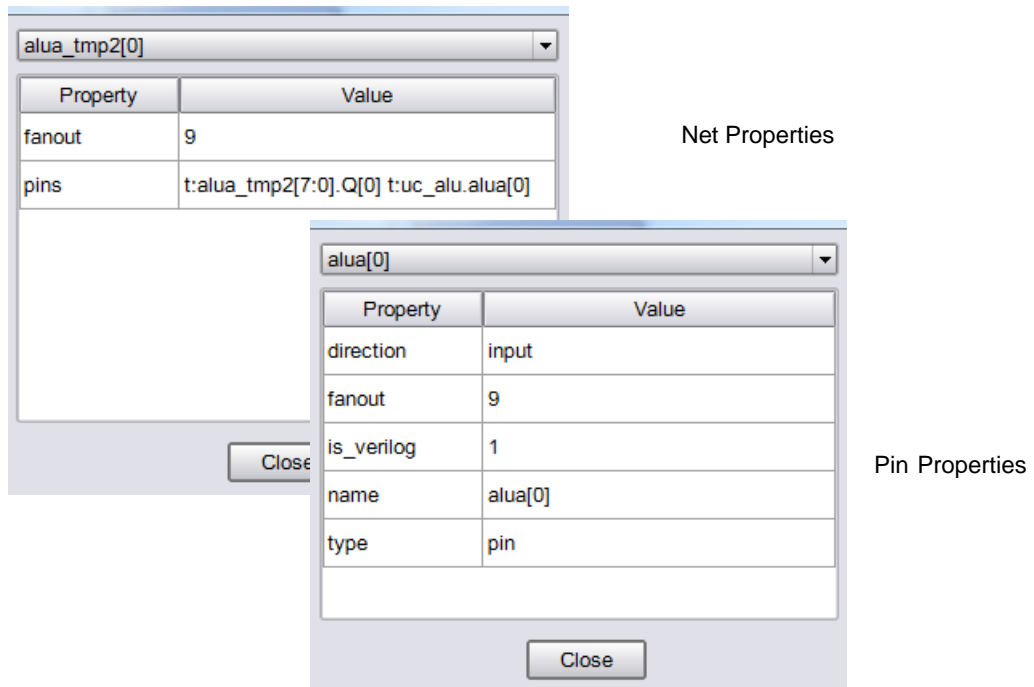 alua_tmp2[0]
Property Value
fanout 9
pins t:alua_tmp2[7:0].Q[0] t:uc_alu.alua[0]
Close
Net Properties
alua[0]
Property Value
direction input
fanout 9
is_verilog 1
name alua[0]
type pin
Close
Pin Properties